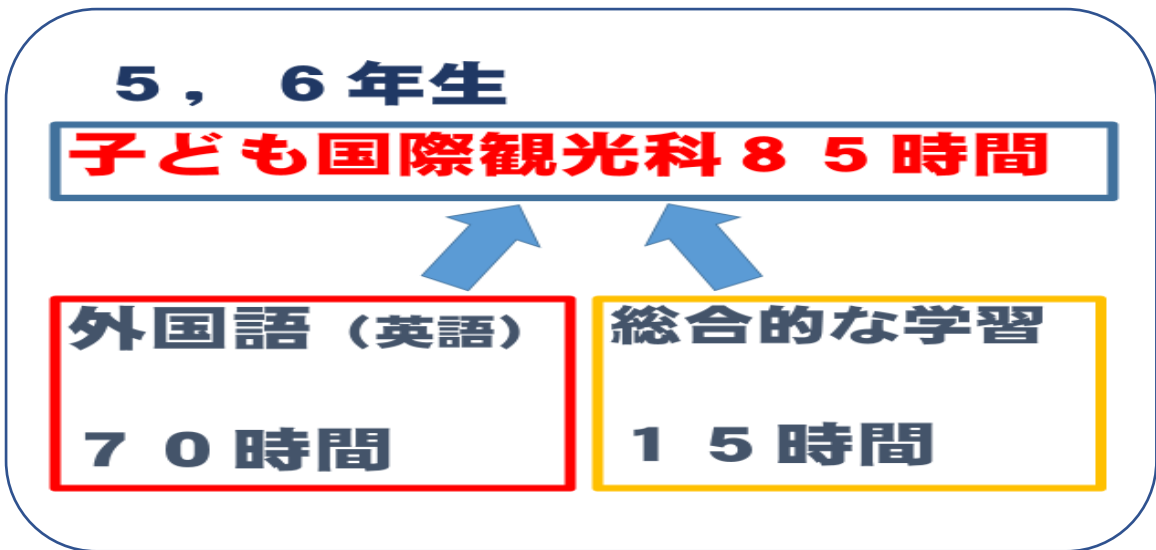 ５，６年生
子ども国際観光科８５時間
外国語（英語）
７０時間
総合的な学習
１５時間